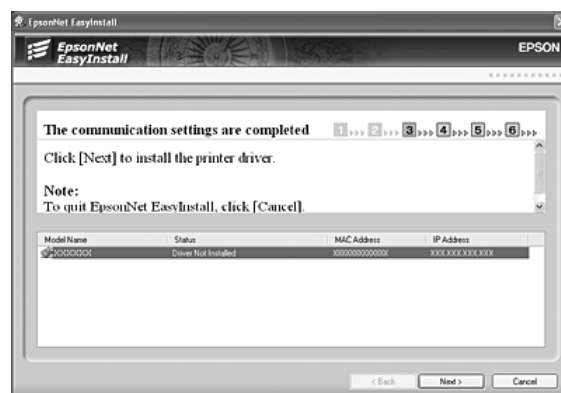 EpsonNet EasyInstall
EpsonNet
EasyInstall
EPSON
The communication settings are completed
1 2 3 4 5 6
Click [Next] to install the printer driver.
Note:
To quit EpsonNet EasyInstall, click [Cancel].
Model Name Status MAC Address IP Address
XXXXXXX Driver Not Installed XXXXXXXXXXXX XXX.XXX.XXX.XXX
< Back Next > Cancel